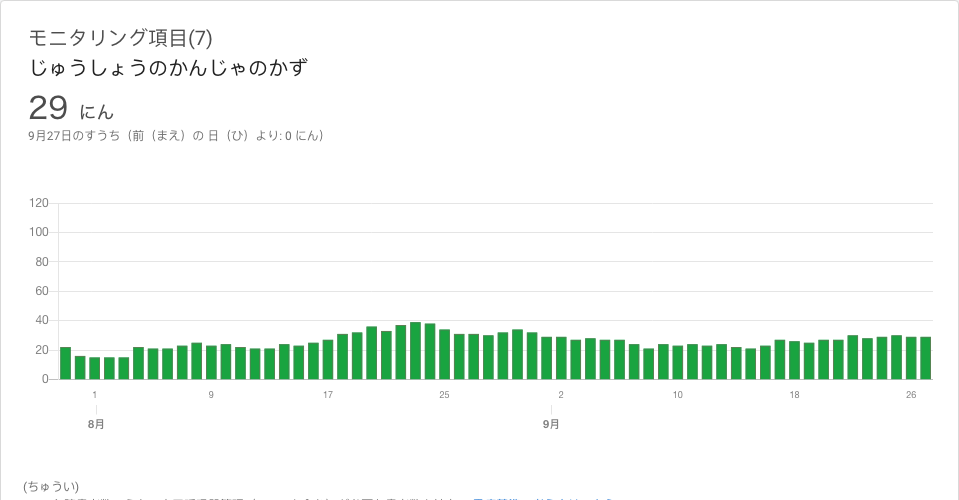 モニタリング項目(7)
じゅうしょうのかんじゃのかず
29 にん
9月27日のすうち（前（まえ）の 日（ひ）より: 0 にん）
120
100
80
60
40
20
0
1 9 17 25 2 10 18 26
8月 9月
(ちゅうい)